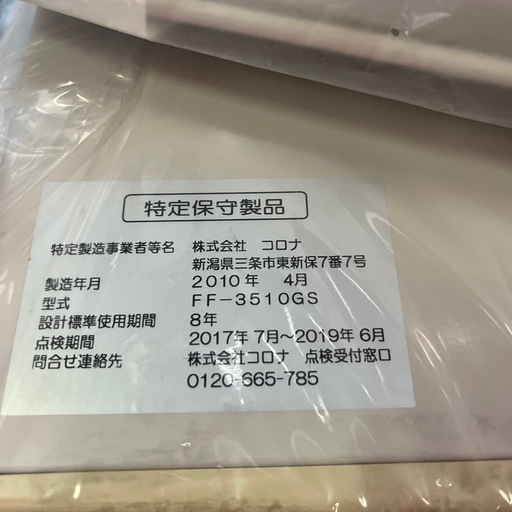 特定保守製品
特定製造事業者等名 株式会社 コロナ
新潟県三条市東新保7番7号
製造年月 2010年 4月
型式 FF-3510GS
設計標準使用期間 8年
点検期間 2017年 7月~2019年 6月
問合せ連絡先 株式会社コロナ 点検受付窓口
0120-665-785